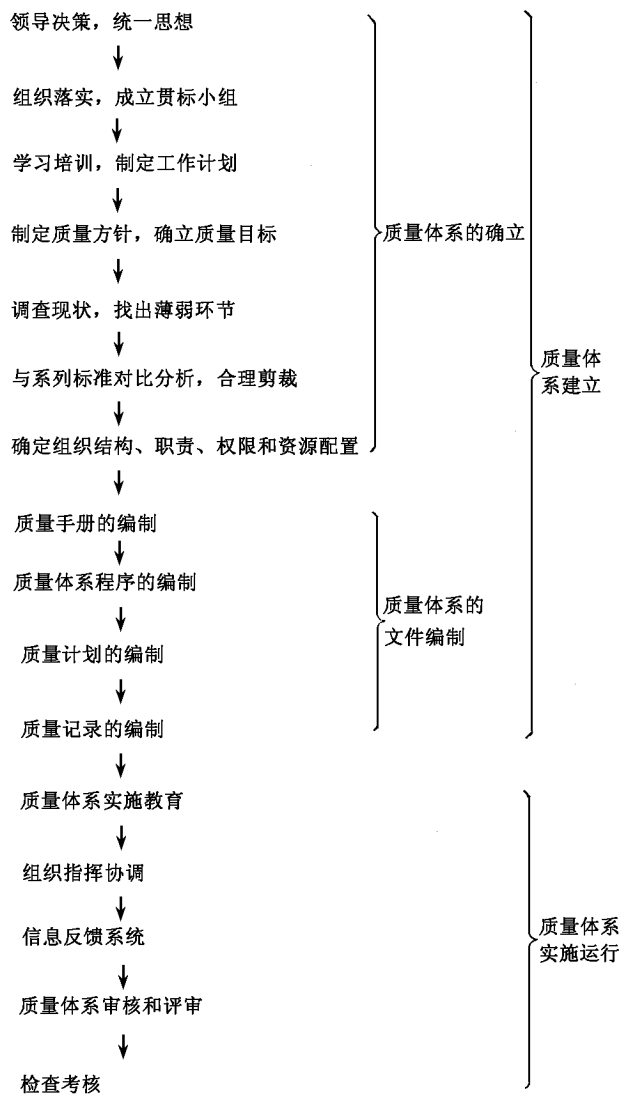 领导决策，统一思想
组织落实，成立贯标小组
学习培训，制定工作计划
制定质量方针，确立质量目标
质量体系的确立
调查现状，找出薄弱环节
与系列标准对比分析，合理剪裁
质量体
系建立
确定组织结构、职责、权限和资源配置
质量手册的编制
质量体系程序的编制
质量体系的
文件编制
质量计划的编制
质量记录的编制
质量体系实施教育
组织指挥协调
信息反馈系统
质量体系
实施运行
质量体系审核和评审
检查考核